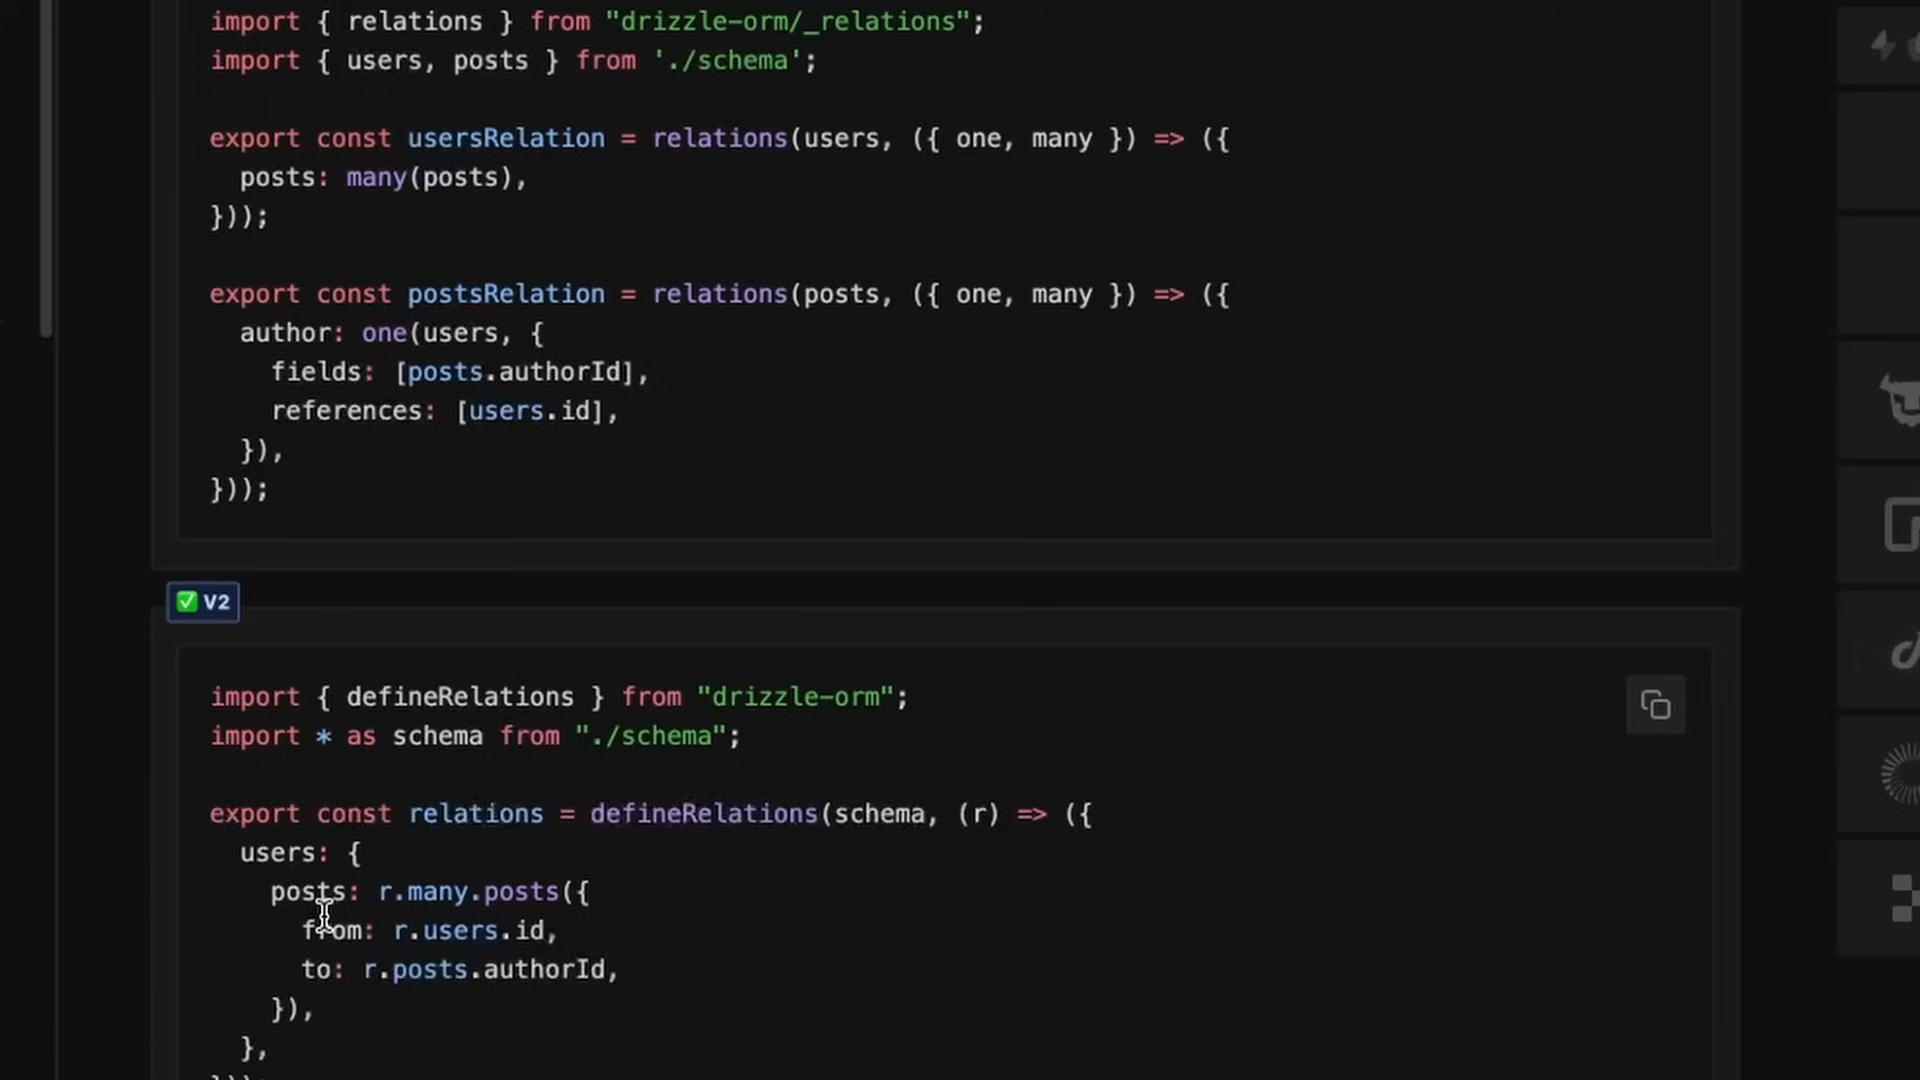 import { relations } from "drizzle-orm/_relations";
import { users, posts } from './schema';
export const usersRelation = relations(users, ({ one, many }) => ({
  posts: many(posts),
}));
export const postsRelation = relations(posts, ({ one, many }) => ({
  author: one(users, {
    fields: [posts.authorId],
    references: [users.id],
  }),
}));
✅ V2
import { defineRelations } from "drizzle-orm";
import * as schema from "./schema";
export const relations = defineRelations(schema, (r) => ({
  users: {
    posts: r.many.posts({
      from: r.users.id,
      to: r.posts.authorId,
    }),
  },
}));